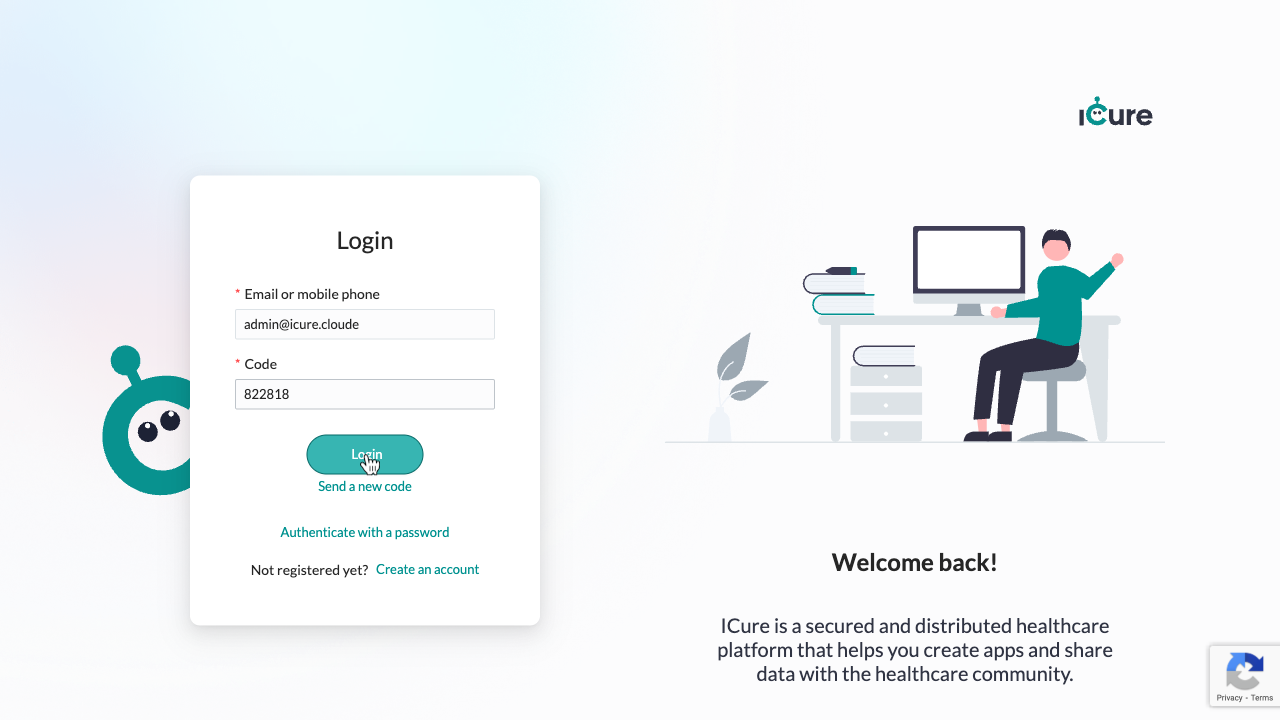 iCure
Login
* Email or mobile phone
admin@icure.cloude
* Code
822818
Login
Send a new code
Authenticate with a password
Not registered yet? Create an account
Welcome back!
ICure is a secured and distributed healthcare
platform that helps you create apps and share
data with the healthcare community.
Privacy - Terms